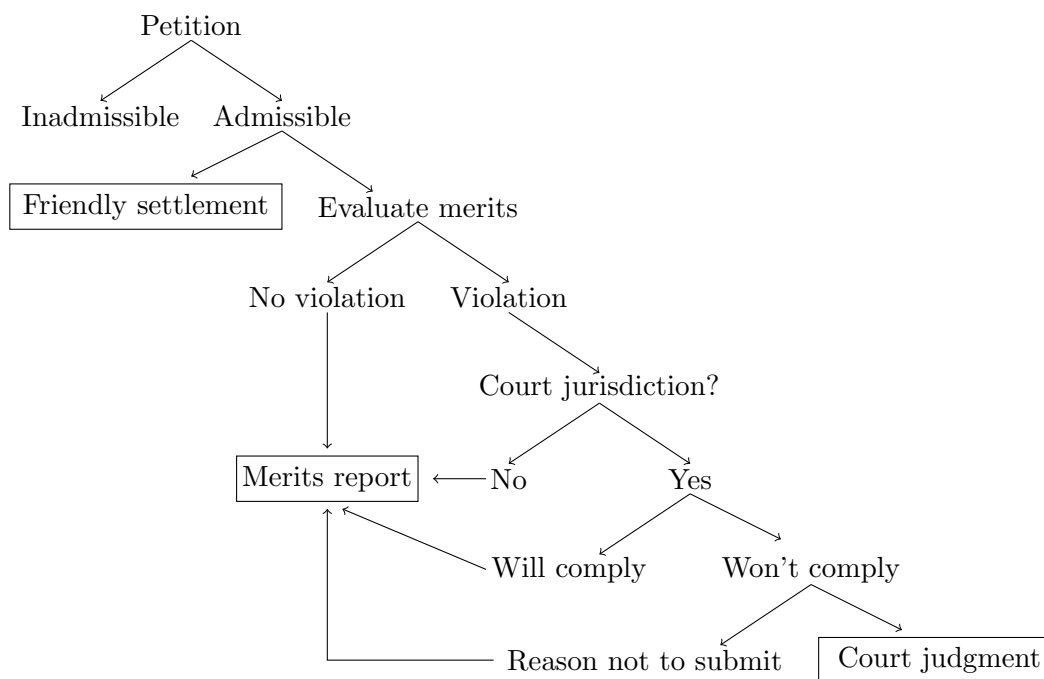 Petition
Inadmissible
Admissible
Friendly settlement
Evaluate merits
No violation
Violation
Court jurisdiction?
Merits report
No
Yes
Will comply
Won't comply
Reason not to submit
Court judgment